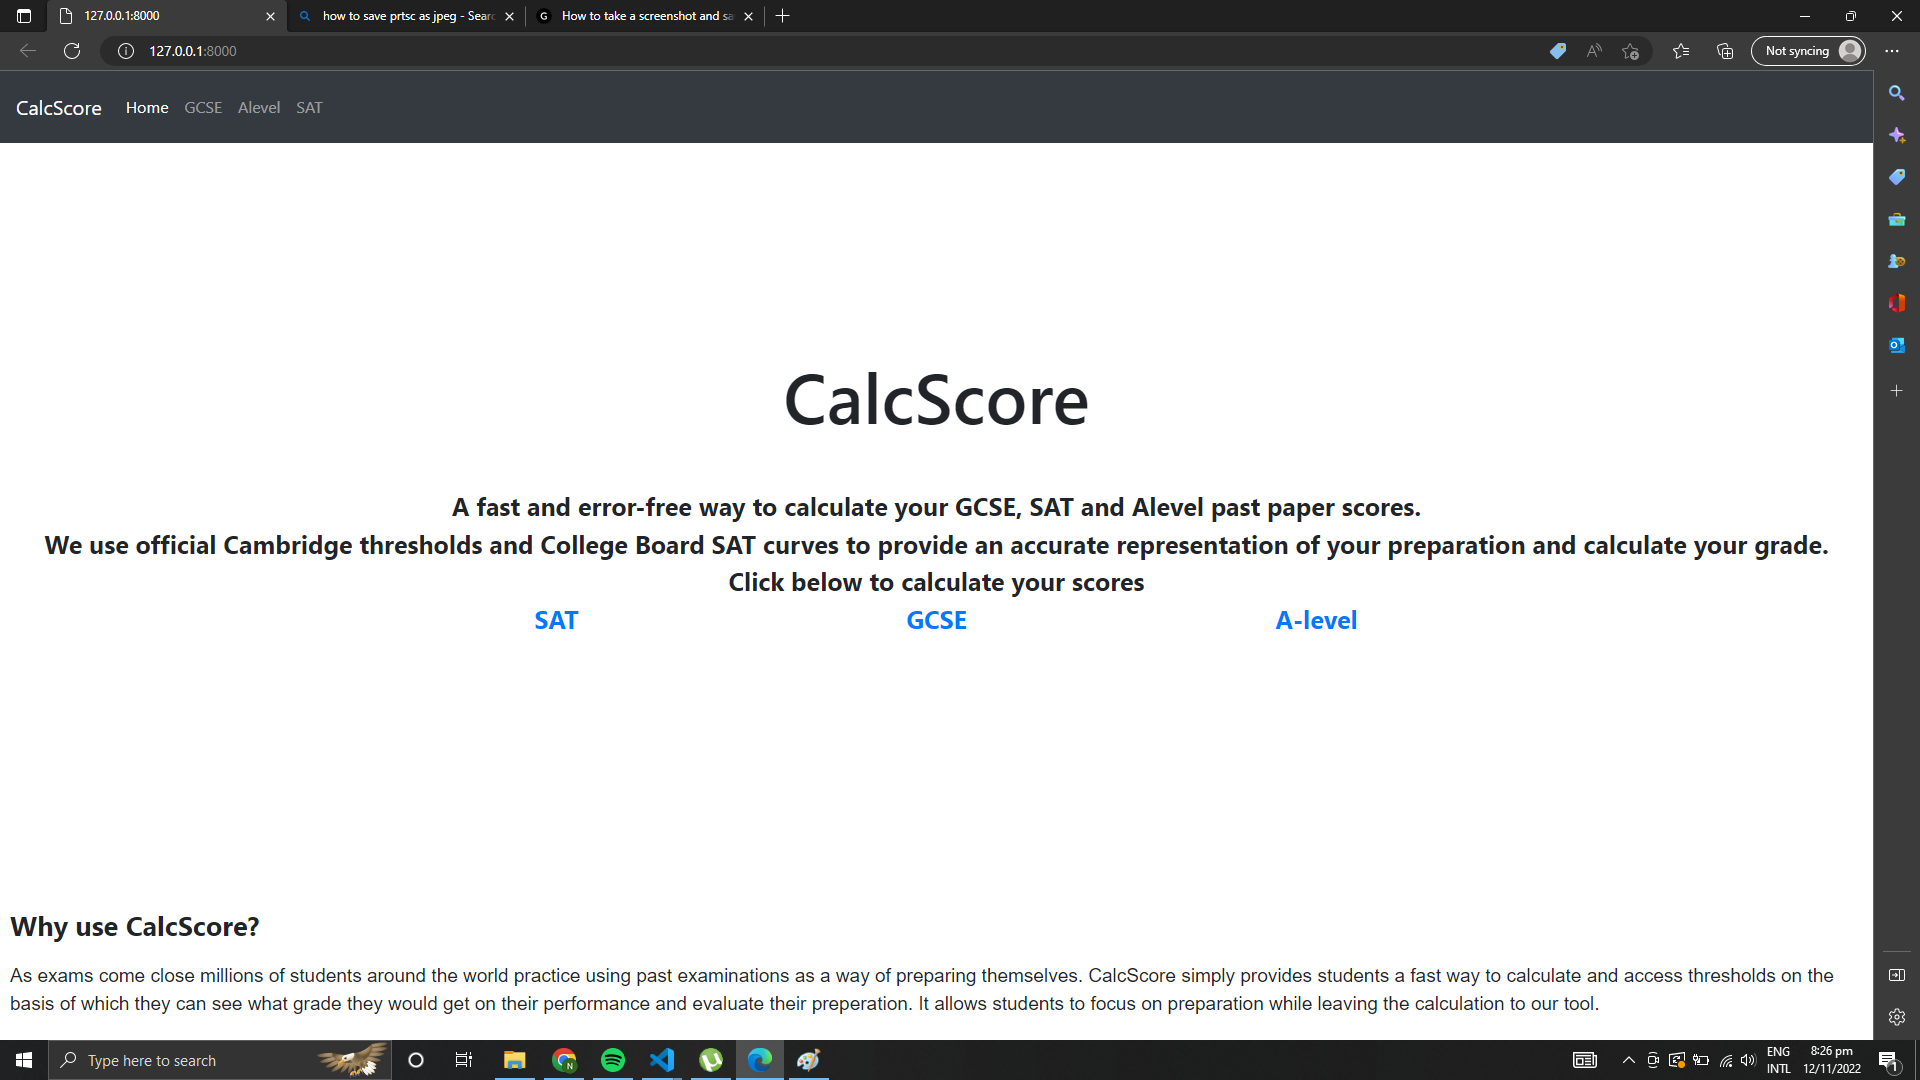 127.0.0.1:8000
how to save prtsc as jpeg - Sear
How to take a screenshot and sa
127.0.0.1:8000
Not syncing
CalcScore Home GCSE Alevel SAT
CalcScore
A fast and error-free way to calculate your GCSE, SAT and Alevel past paper scores.
We use official Cambridge thresholds and College Board SAT curves to provide an accurate representation of your preparation and calculate your grade.
Click below to calculate your scores
SAT GCSE A-level
Why use CalcScore?
As exams come close millions of students around the world practice using past examinations as a way of preparing themselves. CalcScore simply provides students a fast way to calculate and access thresholds on the
basis of which they can see what grade they would get on their performance and evaluate their preperation. It allows students to focus on preparation while leaving the calculation to our tool.
Type here to search
ENG 8:26 pm
INTL 12/11/2022
1